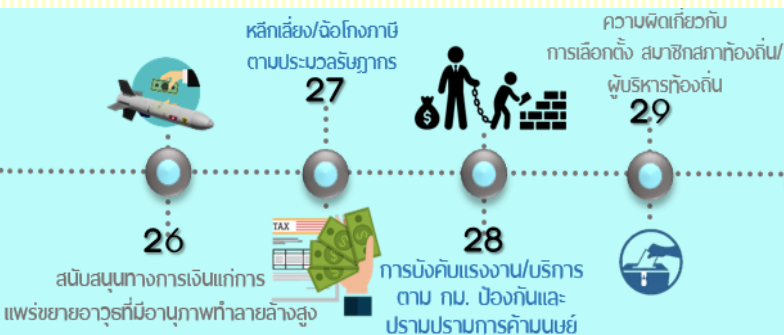 26
สนับสนุนทางการเงินแก่การ
แพร่ขยายอาวุธที่มีอานุภาพทำลายล้างสูง
หลีกเลี่ยง/ฉ้อโกงภาษี
ตามประมวลรัษฎากร
27
TAX
28
การบังคับแรงงาน/บริการ
ตาม กม. ป้องกันและ
ปรามปรามการค้ามนุษย์
ความผิดเกี่ยวกับ
การเลือกตั้ง สมาชิกสภาท้องถิ่น/
ผู้บริหารท้องถิ่น
29